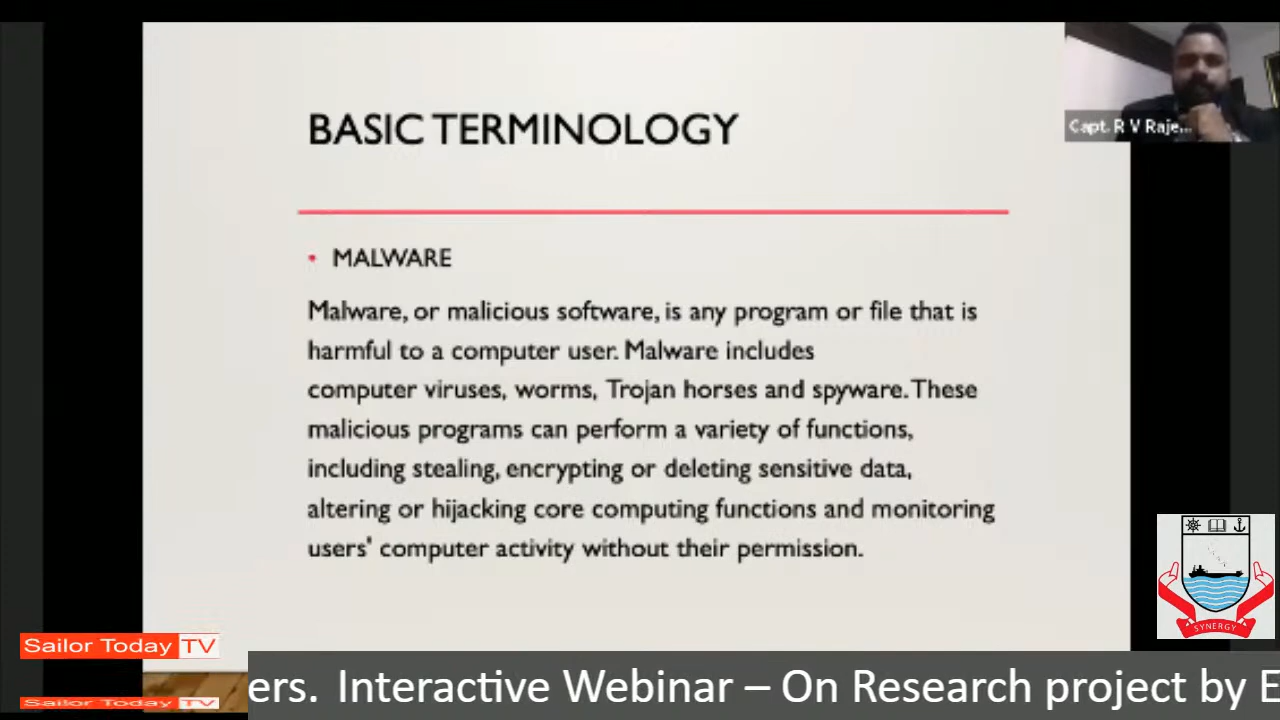 BASIC TERMINOLOGY
Capt. R V Raje...
• MALWARE
Malware, or malicious software, is any program or file that is
harmful to a computer user. Malware includes
computer viruses, worms, Trojan horses and spyware. These
malicious programs can perform a variety of functions,
including stealing, encrypting or deleting sensitive data,
altering or hijacking core computing functions and monitoring
users' computer activity without their permission.
SYNERGY
Sailor Today TV
ers. Interactive Webinar – On Research project by E
Sailor Today TV